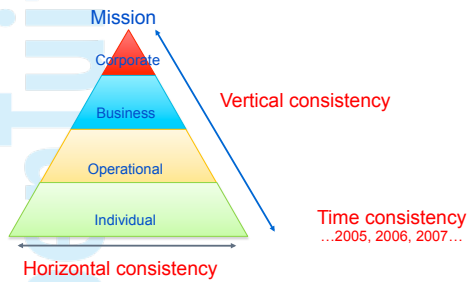 Mission
Corporate
Vertical consistency
Business
Operational
Individual
Time consistency
...2005, 2006, 2007...
Horizontal consistency